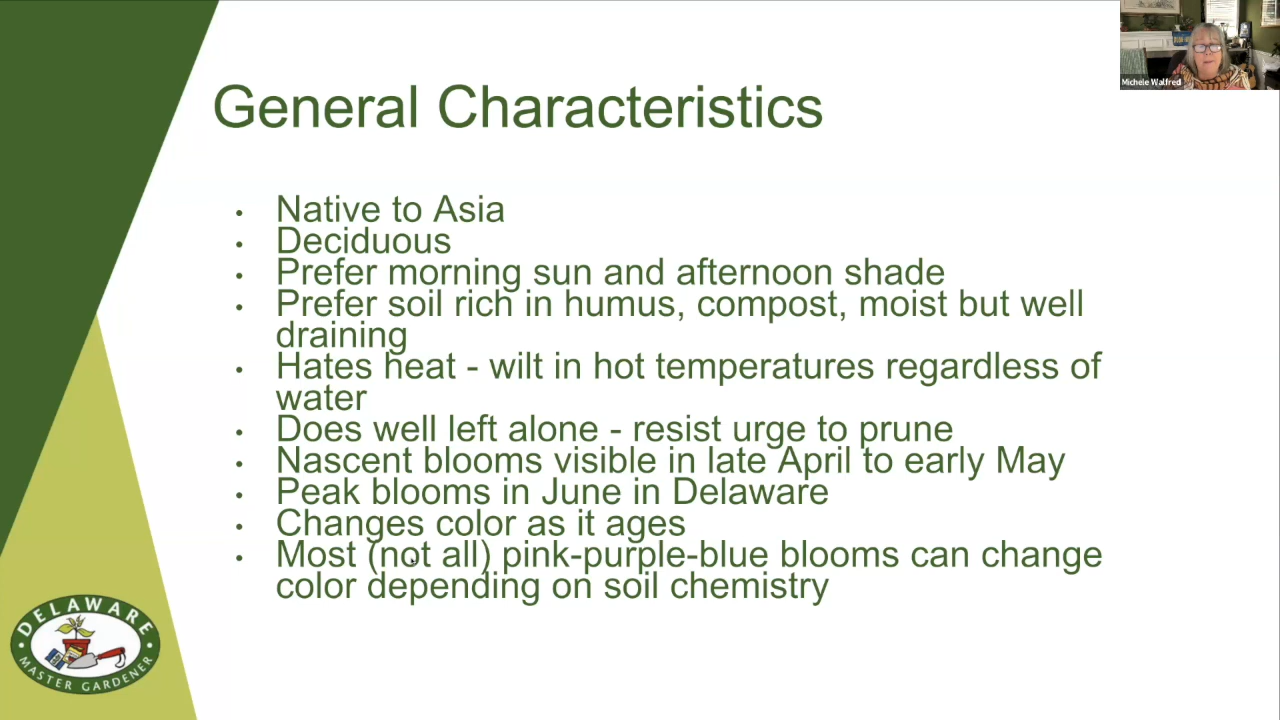 Michele Walfred
General Characteristics
• Native to Asia
• Deciduous
• Prefer morning sun and afternoon shade
• Prefer soil rich in humus, compost, moist but well
draining
• Hates heat - wilt in hot temperatures regardless of
water
• Does well left alone - resist urge to prune
• Nascent blooms visible in late April to early May
• Peak blooms in June in Delaware
• Changes color as it ages
• Most (not all) pink-purple-blue blooms can change
color depending on soil chemistry
DELAWARE
MASTER GARDENER